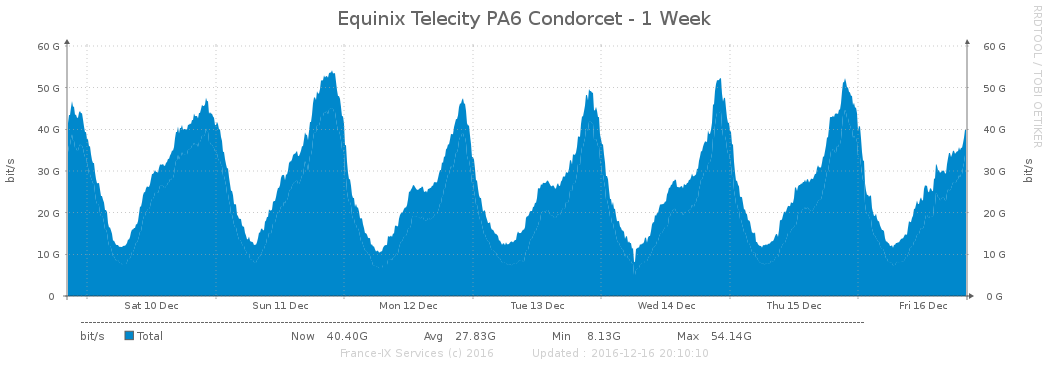 Equinix Telecity PA6 Condorcet - 1 Week
RRDTOOL / TOBI OETIKER
60 G 60 G
50 G 50 G
40 G 40 G
30 G 30 G
20 G 20 G
10 G 10 G
0 0 G
bit/s
bit/s
Sat 10 Dec Sun 11 Dec Mon 12 Dec Tue 13 Dec Wed 14 Dec Thu 15 Dec Fri 16 Dec
bit/s Total Now 40.40G Avg 27.83G Min 8.13G Max 54.14G
France-IX Services (c) 2016 Updated : 2016-12-16 20:10:10